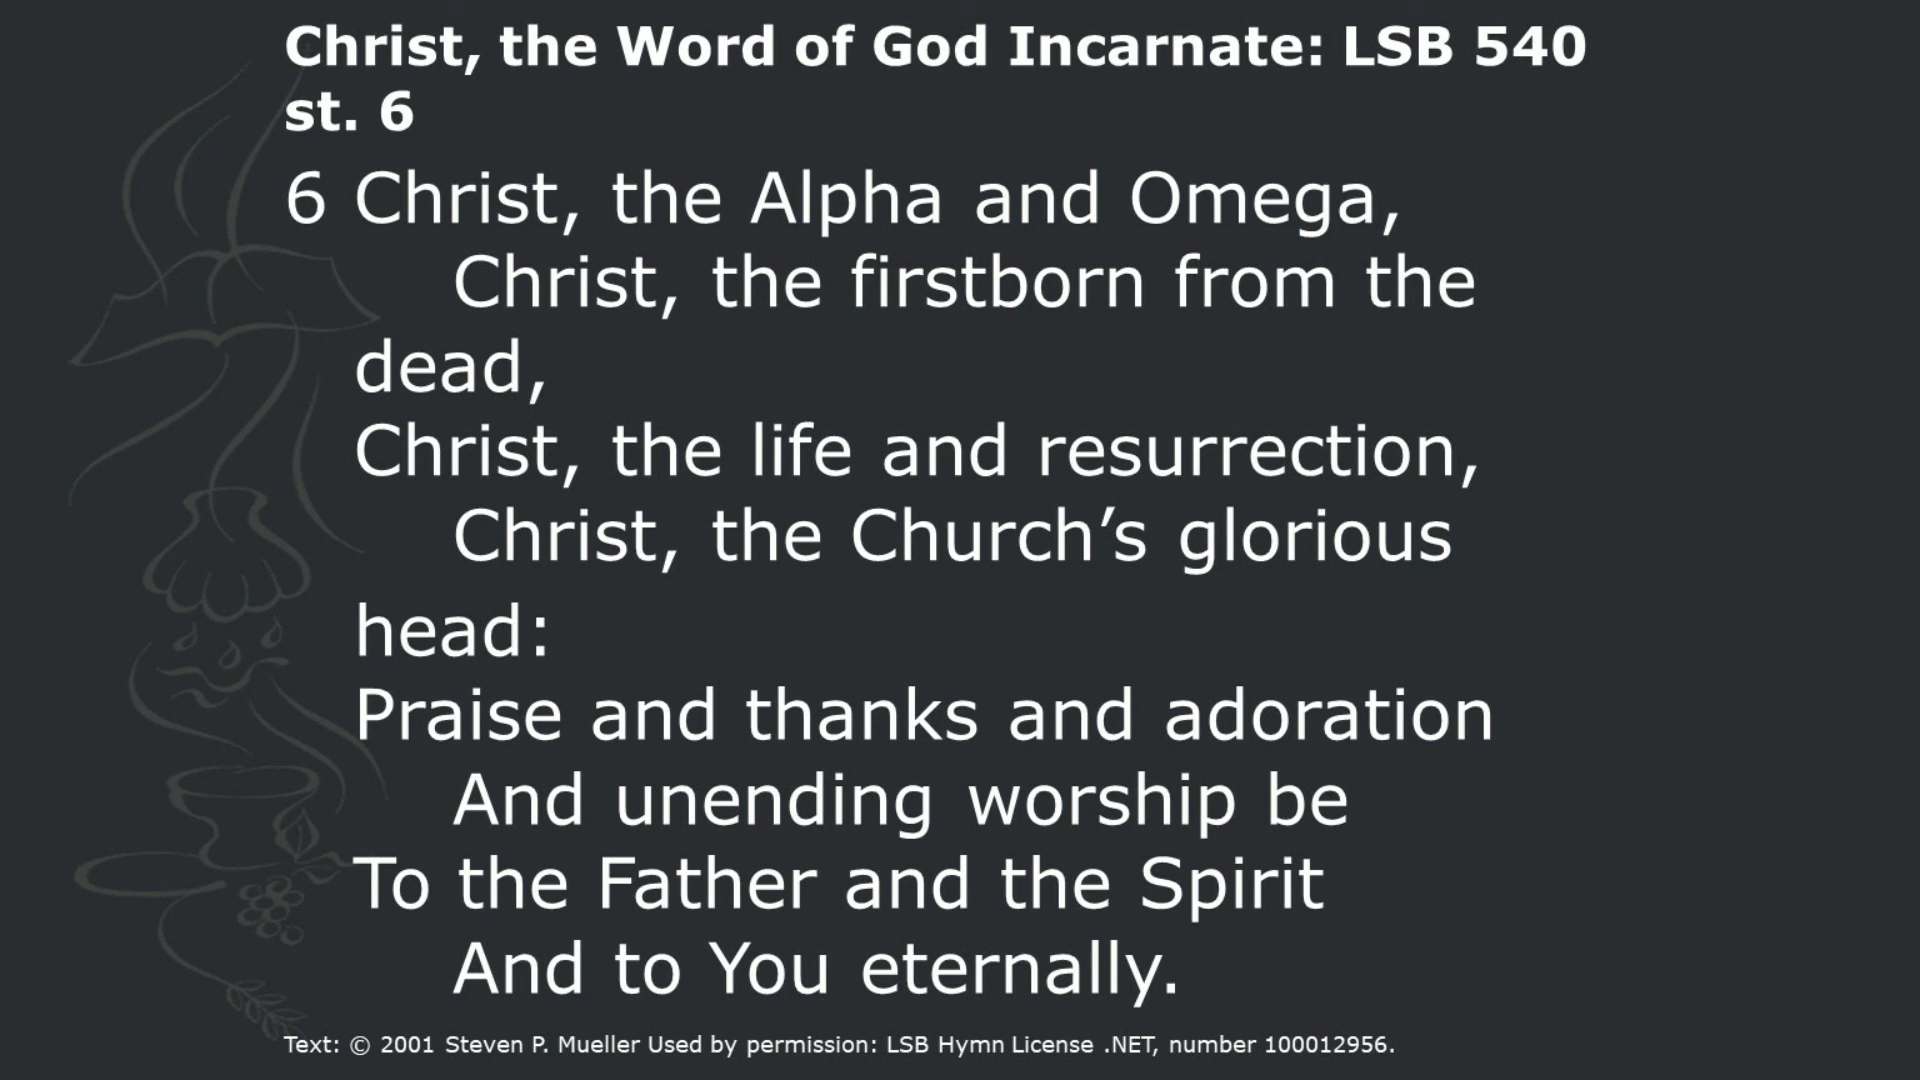 Christ, the Word of God Incarnate: LSB 540
st. 6
6 Christ, the Alpha and Omega,
Christ, the firstborn from the
dead,
Christ, the life and resurrection,
Christ, the Church’s glorious
head:
Praise and thanks and adoration
And unending worship be
To the Father and the Spirit
And to You eternally.
Text: © 2001 Steven P. Mueller Used by permission: LSB Hymn License .NET, number 100012956.